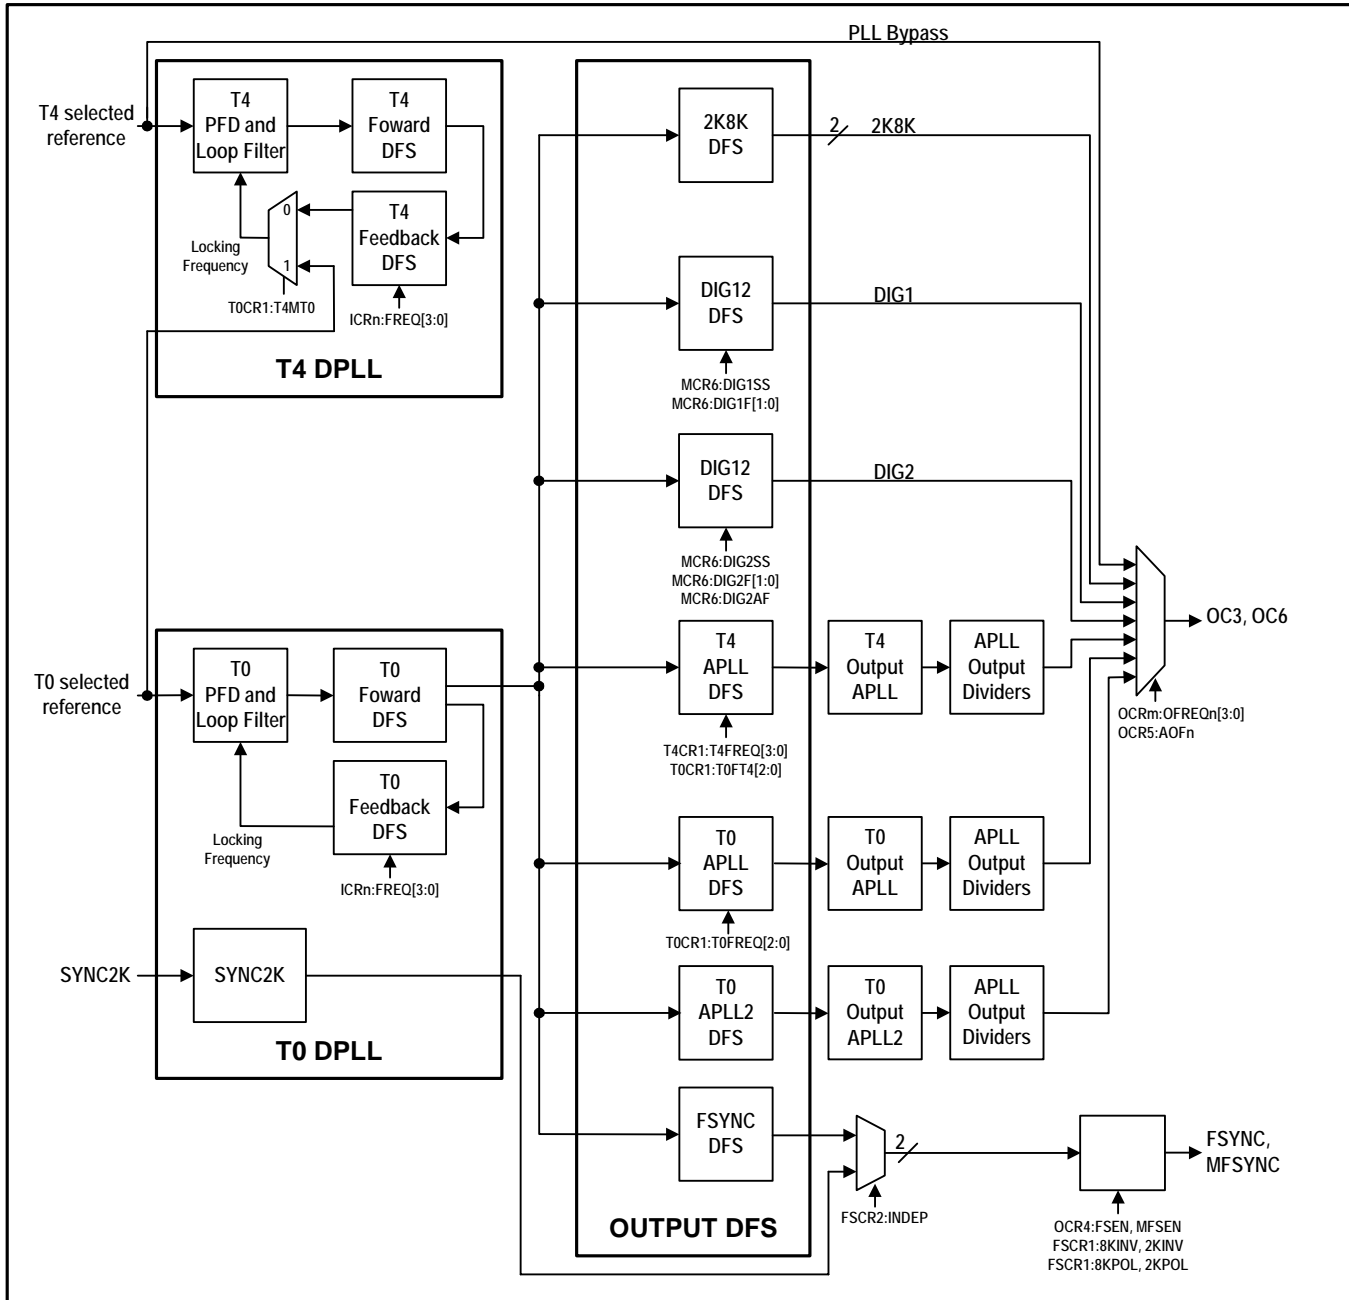 PLL Bypass
T4 selected
reference
T4
PFD and
Loop Filter
T4
Foward
DFS
0
1
Locking
Frequency
T4
Feedback
DFS
T0CR1:T4MT0
ICRn:FREQ[3:0]
T4 DPLL
2K8K
DFS
2
2K8K
DIG12
DFS
DIG1
MCR6:DIG1SS
MCR6:DIG1F[1:0]
DIG12
DFS
DIG2
MCR6:DIG2SS
MCR6:DIG2F[1:0]
MCR6:DIG2AF
T0 selected
reference
T0
PFD and
Loop Filter
T0
Foward
DFS
T0
Feedback
DFS
Locking
Frequency
ICRn:FREQ[3:0]
T4
APLL
DFS
T4
Output
APLL
APLL
Output
Dividers
T4CR1:T4FREQ[3:0]
T0CR1:T0FT4[2:0]
OC3, OC6
OCRm:OFREQn[3:0]
OCR5:AOFn
T0
APLL
DFS
T0
Output
APLL
APLL
Output
Dividers
T0CR1:T0FREQ[2:0]
SYNC2K
SYNC2K
T0 DPLL
T0
APLL2
DFS
T0
Output
APLL2
APLL
Output
Dividers
FSYNC
DFS
2
FSCR2:INDEP
FSYNC,
MFSYNC
OCR4:FSEN, MFSEN
FSCR1:8KINV, 2KINV
FSCR1:8KPOL, 2KPOL
OUTPUT DFS